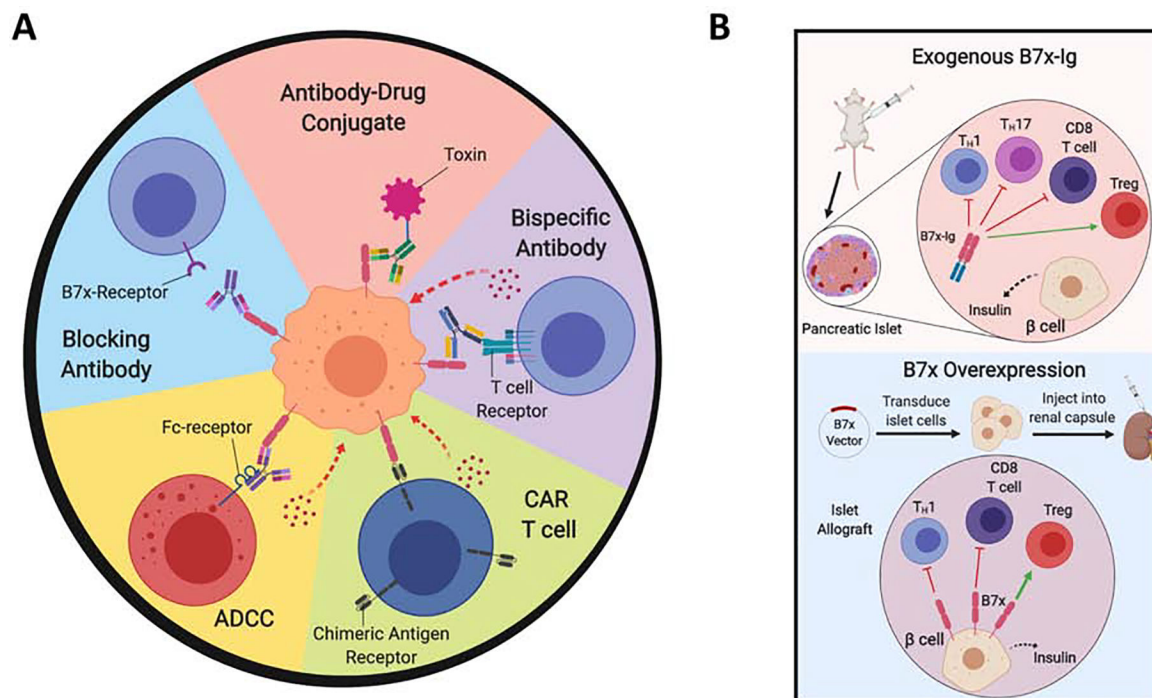 A
Antibody-Drug
Conjugate
Toxin
Bispecific
Antibody
T cell
Receptor
CAR
T cell
Chimeric Antigen
Receptor
ADCC
Fc-receptor
Blocking
Antibody
B7x-Receptor
B
Exogenous B7x-Ig
TH1
TH17
CD8
T cell
Treg
B7x-Ig
Insulin
β cell
Pancreatic Islet
B7x Overexpression
B7x
Vector
Transduce
islet cells
Inject into
renal capsule
Islet
Allograft
TH1
CD8
T cell
Treg
B7x
β cell
Insulin